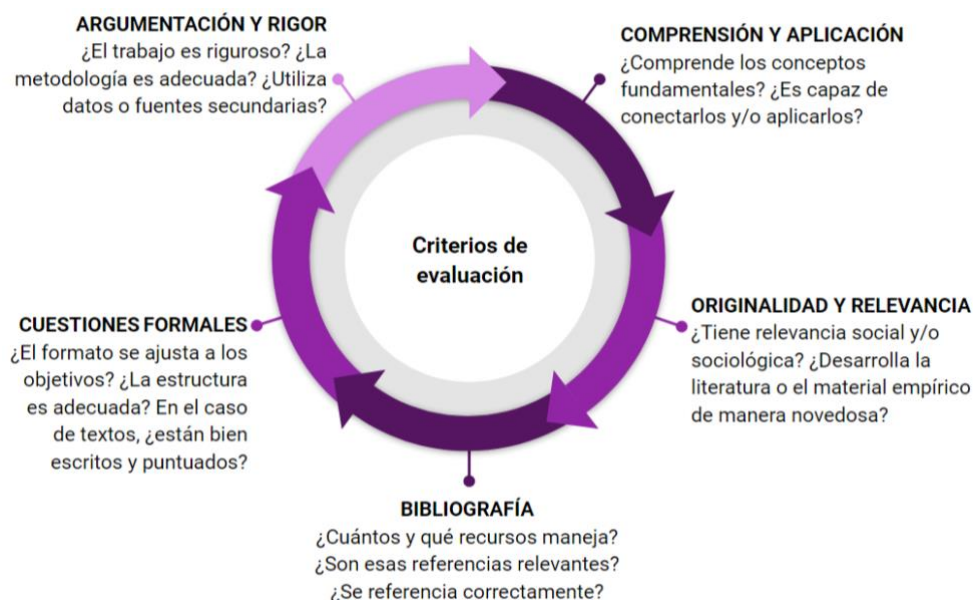 ARGUMENTACIÓN Y RIGOR
¿El trabajo es riguroso? ¿La
metodología es adecuada? ¿Utiliza
datos o fuentes secundarias?
COMPRENSIÓN Y APLICACIÓN
¿Comprende los conceptos
fundamentales? ¿Es capaz de
conectarlos y/o aplicarlos?
Criterios de
evaluación
ORIGINALIDAD Y RELEVANCIA
¿Tiene relevancia social y/o
sociológica? ¿Desarrolla la
literatura o el material empírico
de manera novedosa?
CUESTIONES FORMALES
¿El formato se ajusta a los
objetivos? ¿La estructura
es adecuada? En el caso
de textos, ¿están bien
escritos y puntuados?
BIBLIOGRAFÍA
¿Cuántos y qué recursos maneja?
¿Son esas referencias relevantes?
¿Se referencia correctamente?